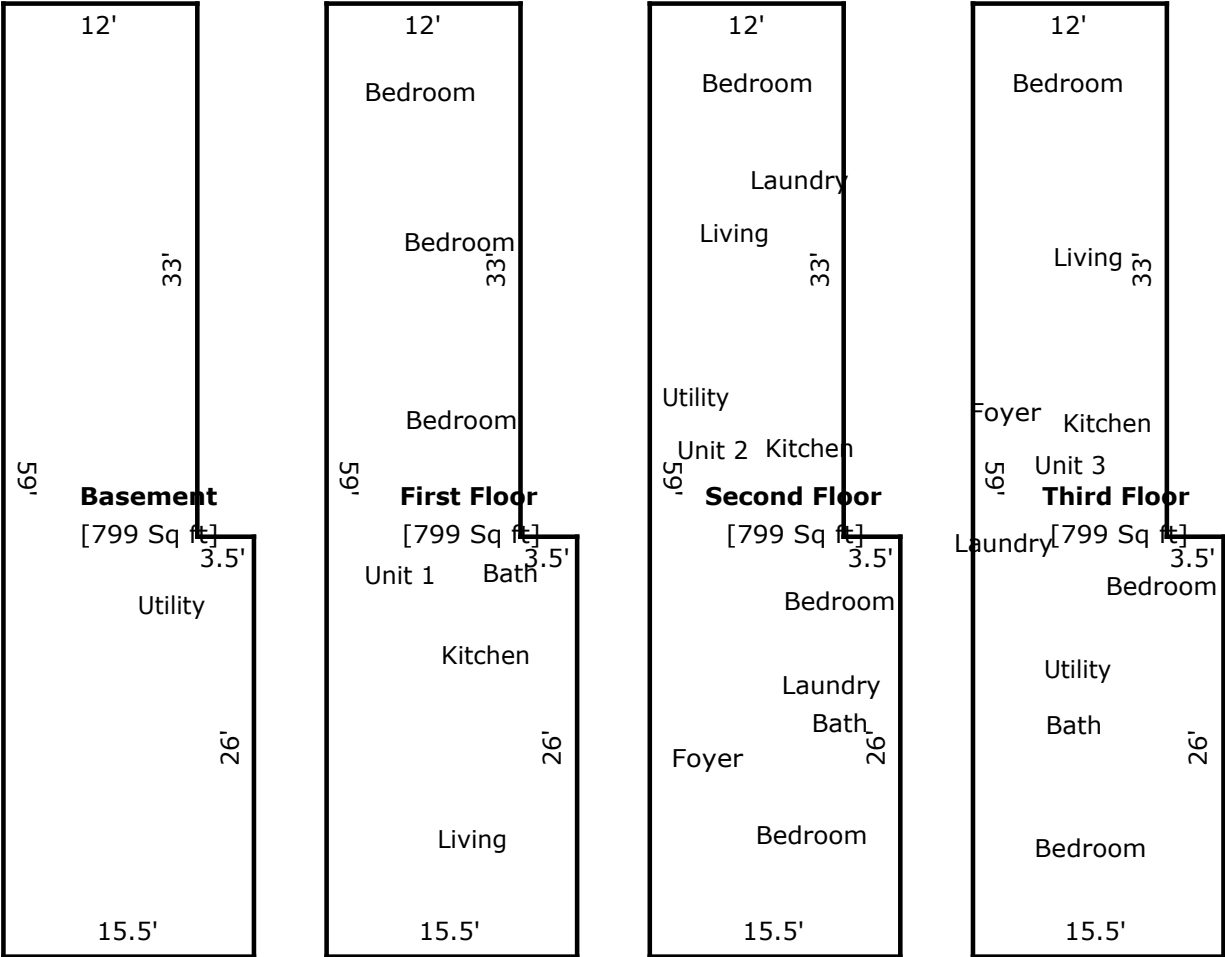 12'
33'
59'
Basement
[799 Sq ft]
3.5'
Utility
26'
15.5'
12'
Bedroom
Bedroom
33'
Bedroom
59'
First Floor
[799 Sq ft]
3.5'
Unit 1
Bath
Kitchen
26'
Living
15.5'
12'
Bedroom
Laundry
Living
33'
Utility
Unit 2
Kitchen
59'
Second Floor
[799 Sq ft]
3.5'
Bedroom
Laundry
Bath
26'
Foyer
Bedroom
15.5'
12'
Bedroom
Living
33'
Foyer
Kitchen
Unit 3
59'
Third Floor
[799 Sq ft]
Laundry
3.5'
Bedroom
Utility
Bath
26'
Bedroom
15.5'